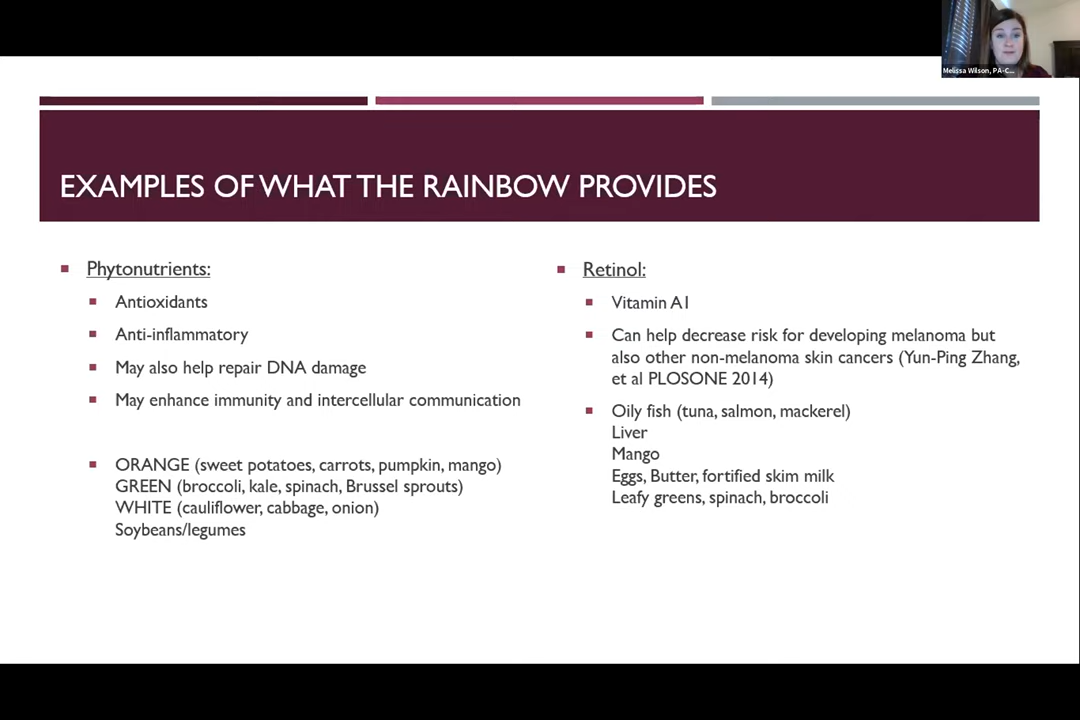 Melissa Wilson, PA-C...
EXAMPLES OF WHAT THE RAINBOW PROVIDES
Phytonutrients:
Antioxidants
Anti-inflammatory
May also help repair DNA damage
May enhance immunity and intercellular communication
ORANGE (sweet potatoes, carrots, pumpkin, mango)
GREEN (broccoli, kale, spinach, Brussel sprouts)
WHITE (cauliflower, cabbage, onion)
Soybeans/legumes
Retinol:
Vitamin A1
Can help decrease risk for developing melanoma but
also other non-melanoma skin cancers (Yun-Ping Zhang,
et al PLOSONE 2014)
Oily fish (tuna, salmon, mackerel)
Liver
Mango
Eggs, Butter, fortified skim milk
Leafy greens, spinach, broccoli